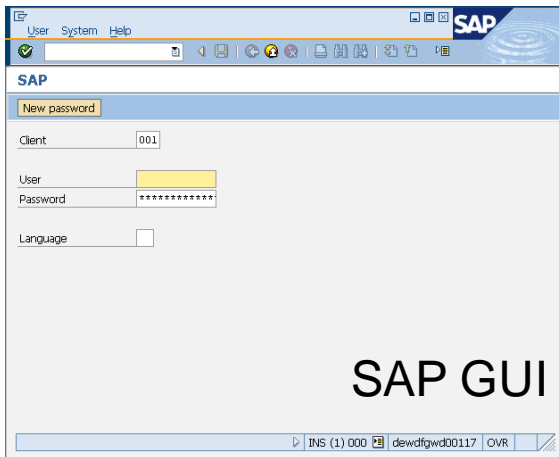 User System Help
SAP
SAP
New password
Client 001
User
Password ************
Language
SAP GUI
INS (1) 000 dewdfgwd00117 OVR